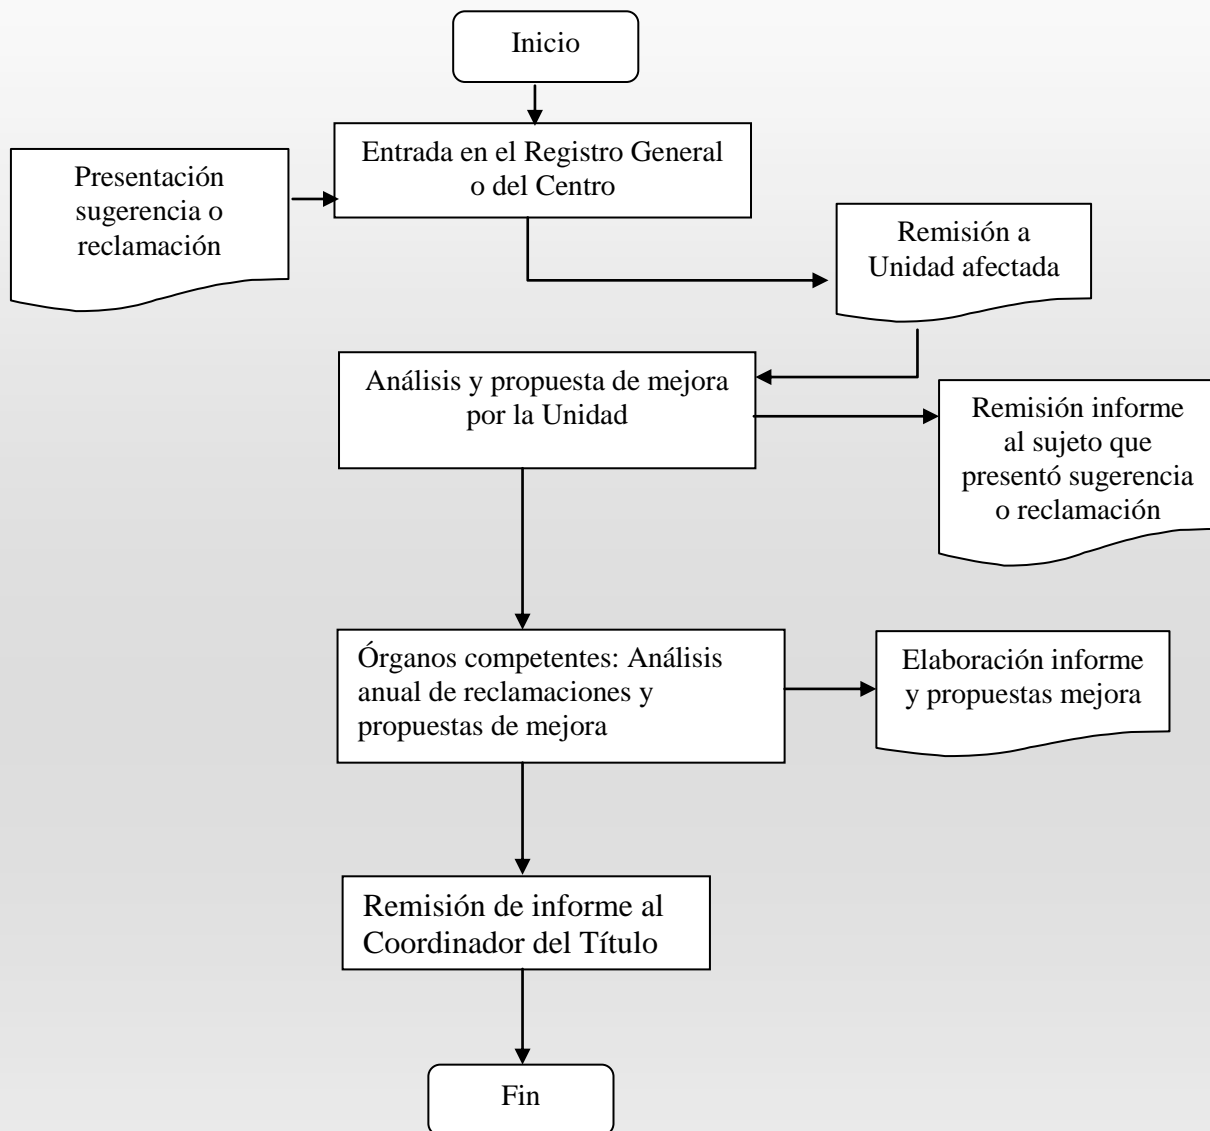 Inicio
Entrada en el Registro General
o del Centro
Presentación
sugerencia o
reclamación
Remisión a
Unidad afectada
Análisis y propuesta de mejora
por la Unidad
Remisión informe
al sujeto que
presentó sugerencia
o reclamación
Órganos competentes: Análisis
anual de reclamaciones y
propuestas de mejora
Elaboración informe
y propuestas mejora
Remisión de informe al
Coordinador del Título
Fin